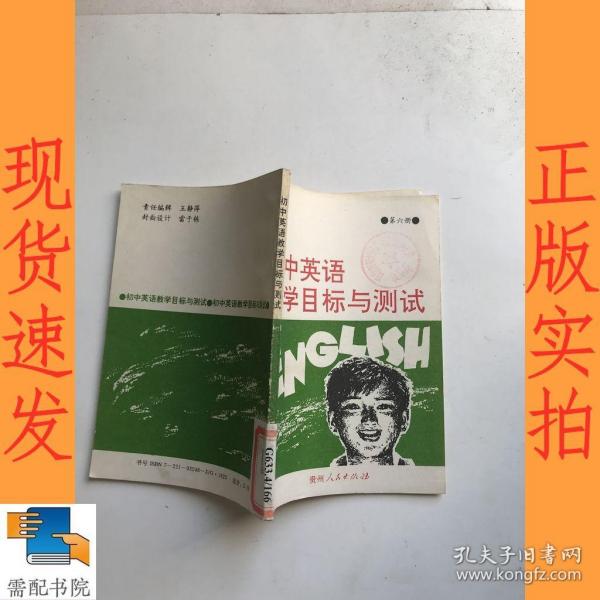 现货速发
正版实拍
责任编辑 王静萍
封面设计 雷于栋
●初中英语教学目标与测试●初中英语教学目标与测试●
初中英语教学目标与测试
●第六册●
中英语
学目标与测试
ENGLISH
贵州人民出版社
G633.4/166
需配书院
孔夫子旧书网
www.kongfz.com